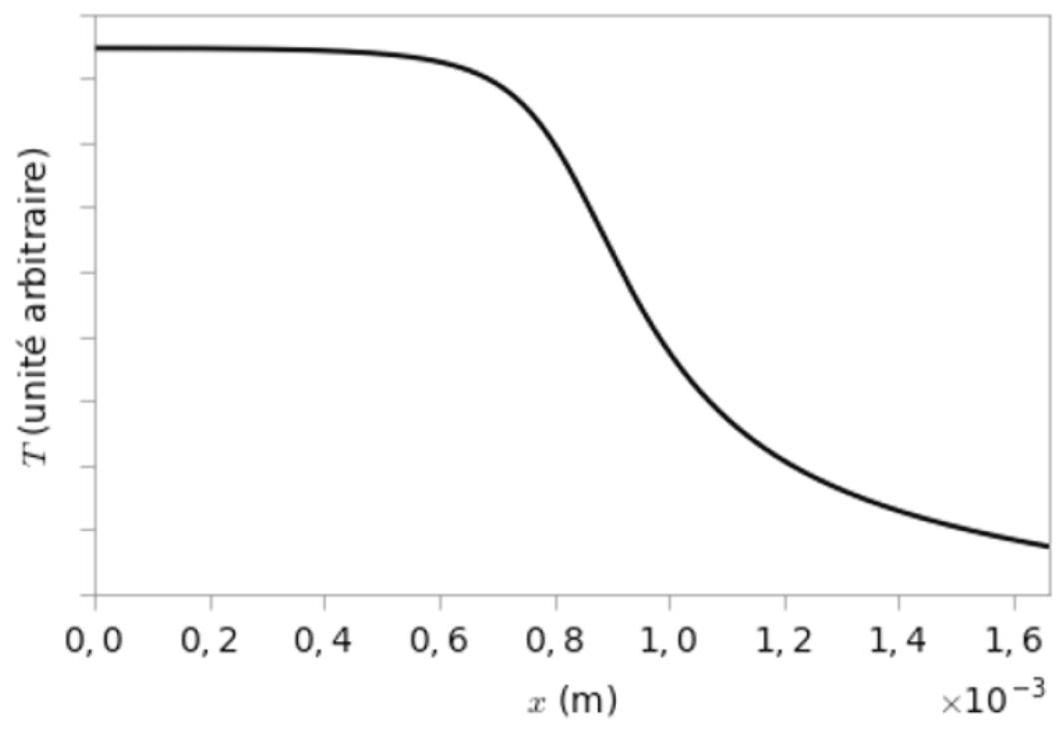 T (unité arbitraire)
0,0 0,2 0,4 0,6 0,8 1,0 1,2 1,4 1,6
x (m)
×10⁻³